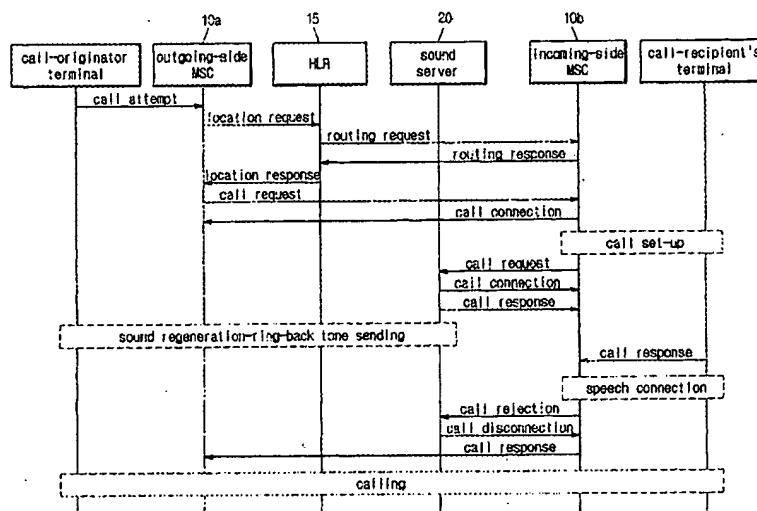 10a 15 20 10b
call-originator terminal outgoing-side MSC HLR sound server incoming-side MSC call-recipient's terminal
call attempt
location request
routing request
routing response
location response
call request
call connection
call set-up
call request
call connection
call response
sound regeneration-ring-back tone sending
call response
speech connection
call rejection
call disconnection
call response
calling